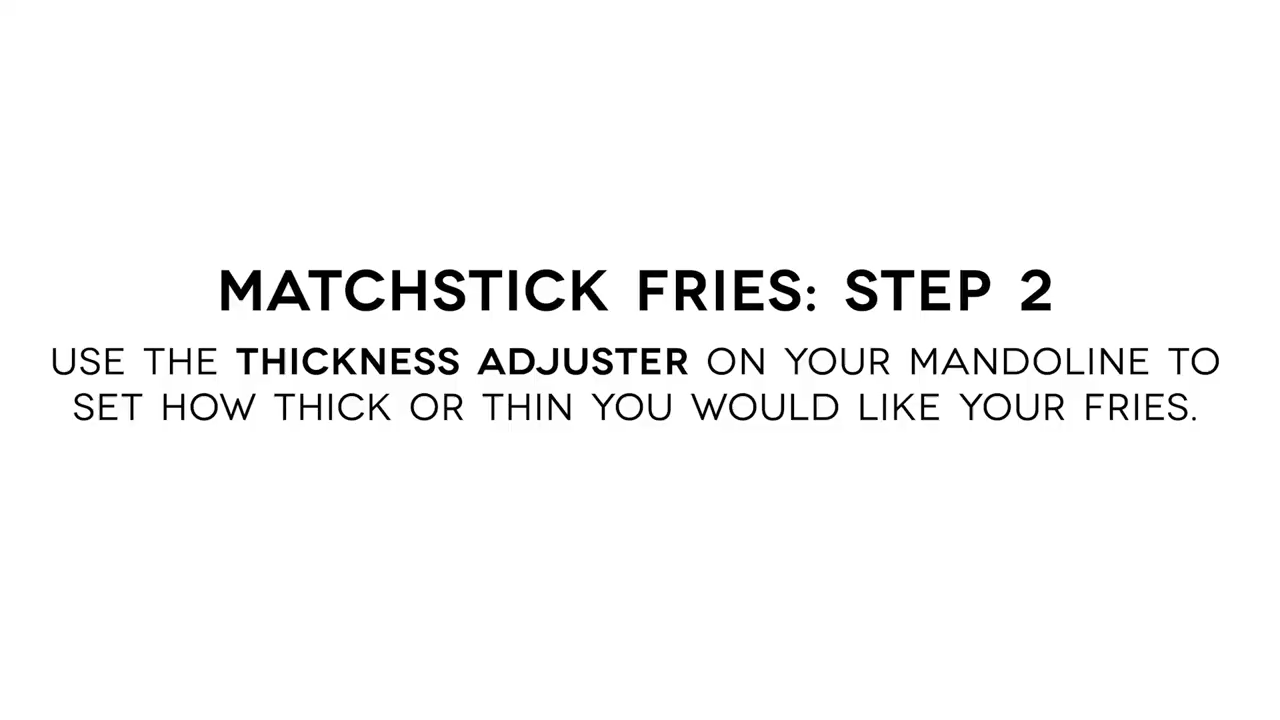 MATCHSTICK FRIES: STEP 2
USE THE THICKNESS ADJUSTER ON YOUR MANDOLINE TO
SET HOW THICK OR THIN YOU WOULD LIKE YOUR FRIES.